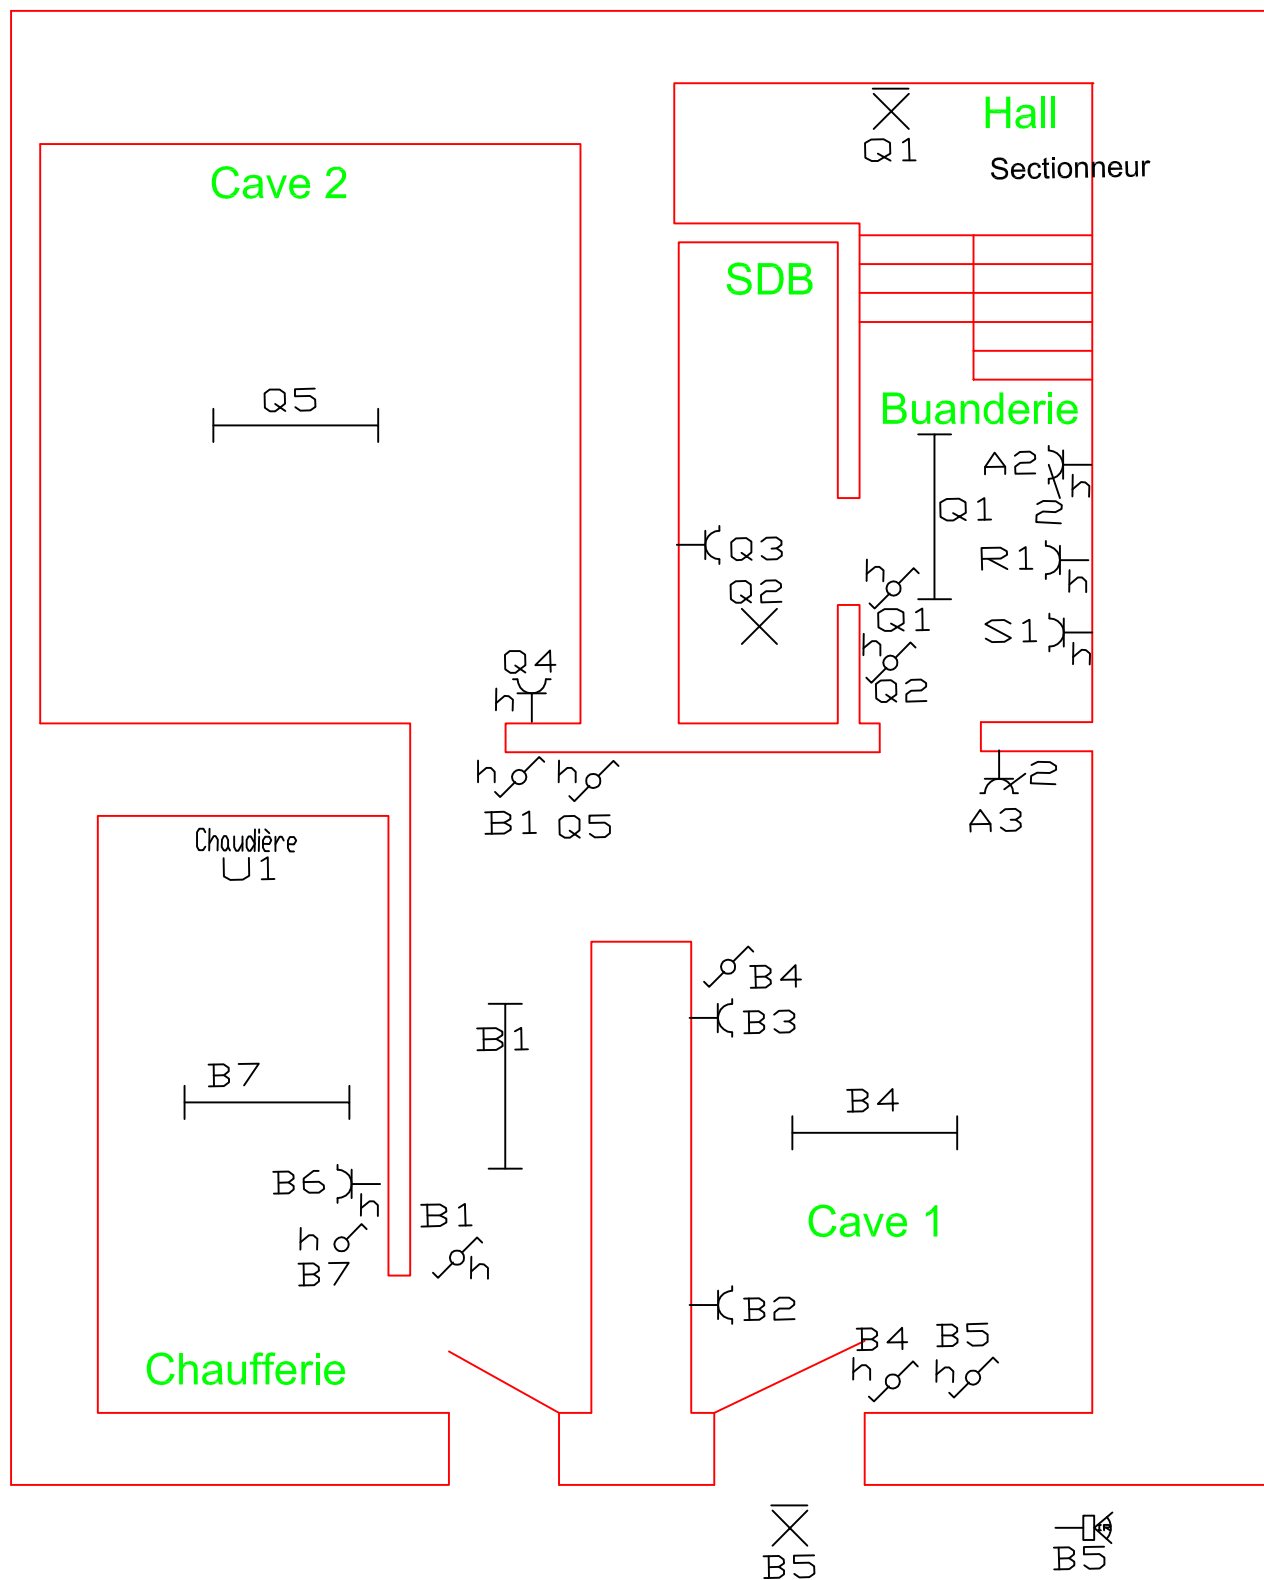 Hall
Q1
Sectionneur
Cave 2
SDB
Q5
Buanderie
A2
h
2
Q1
Q3
R1
h
h
Q2
Q1
S1
h
h
Q2
Q4
h
h
h
B1
Q5
2
A3
Chaudière
U1
B4
B3
B1
B7
B4
B6
h
B1
h
B7
h
Cave 1
B2
B4
B5
h
h
Chaufferie
B5
IR
B5